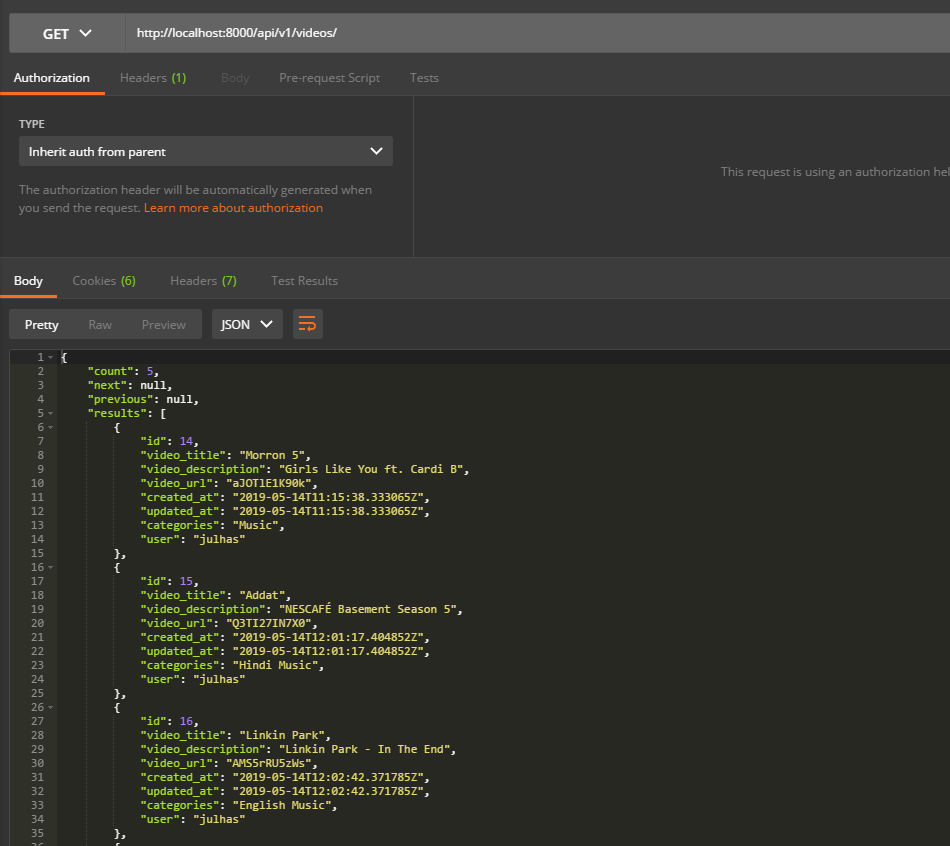 GET http://localhost:8000/api/v1/videos/
Authorization Headers (1) Body Pre-request Script Tests
TYPE
Inherit auth from parent
The authorization header will be automatically generated when
you send the request. Learn more about authorization
This request is using an authorization hel
Body Cookies (6) Headers (7) Test Results
Pretty Raw Preview JSON
1 {
2 "count": 5,
3 "next": null,
4 "previous": null,
5 "results": [
6 {
7 "id": 14,
8 "video_title": "Morron 5",
9 "video_description": "Girls Like You ft. Cardi B",
10 "video_url": "aJOTlE1K90k",
11 "created_at": "2019-05-14T11:15:38.333065Z",
12 "updated_at": "2019-05-14T11:15:38.333065Z",
13 "categories": "Music",
14 "user": "julhas"
15 },
16 {
17 "id": 15,
18 "video_title": "Addat",
19 "video_description": "NESCAFÉ Basement Season 5",
20 "video_url": "Q3TI27IN7X0",
21 "created_at": "2019-05-14T12:01:17.404852Z",
22 "updated_at": "2019-05-14T12:01:17.404852Z",
23 "categories": "Hindi Music",
24 "user": "julhas"
25 },
26 {
27 "id": 16,
28 "video_title": "Linkin Park",
29 "video_description": "Linkin Park - In The End",
30 "video_url": "AMS5rRU5zWs",
31 "created_at": "2019-05-14T12:02:42.371785Z",
32 "updated_at": "2019-05-14T12:02:42.371785Z",
33 "categories": "English Music",
34 "user": "julhas"
35 },